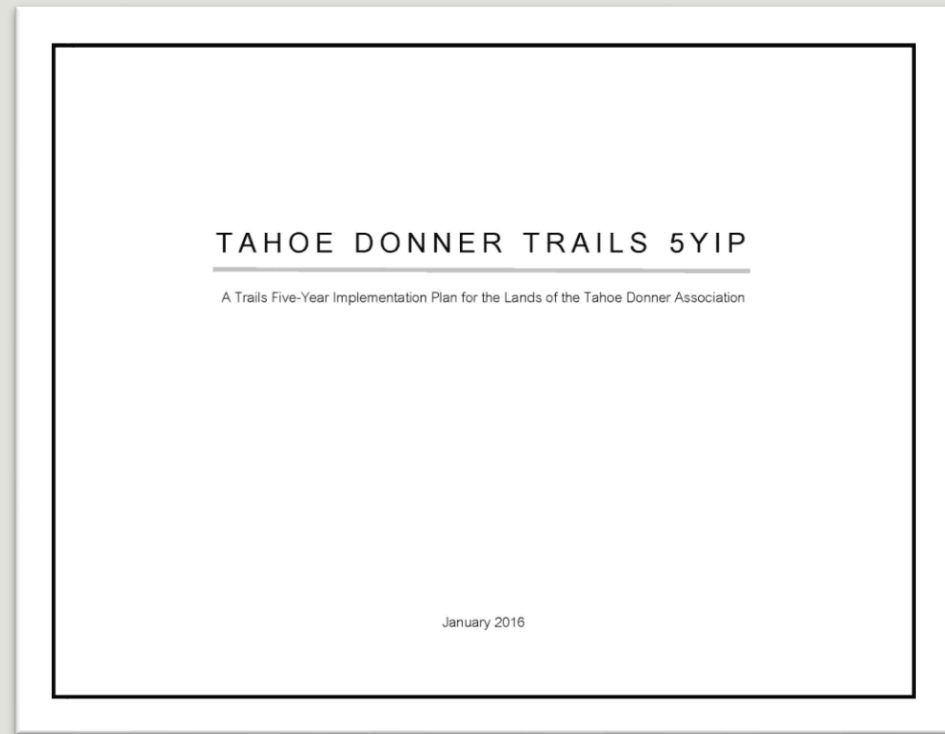 TAHOE DONNER TRAILS 5YIP
A Trails Five-Year Implementation Plan for the Lands of the Tahoe Donner Association
January 2016